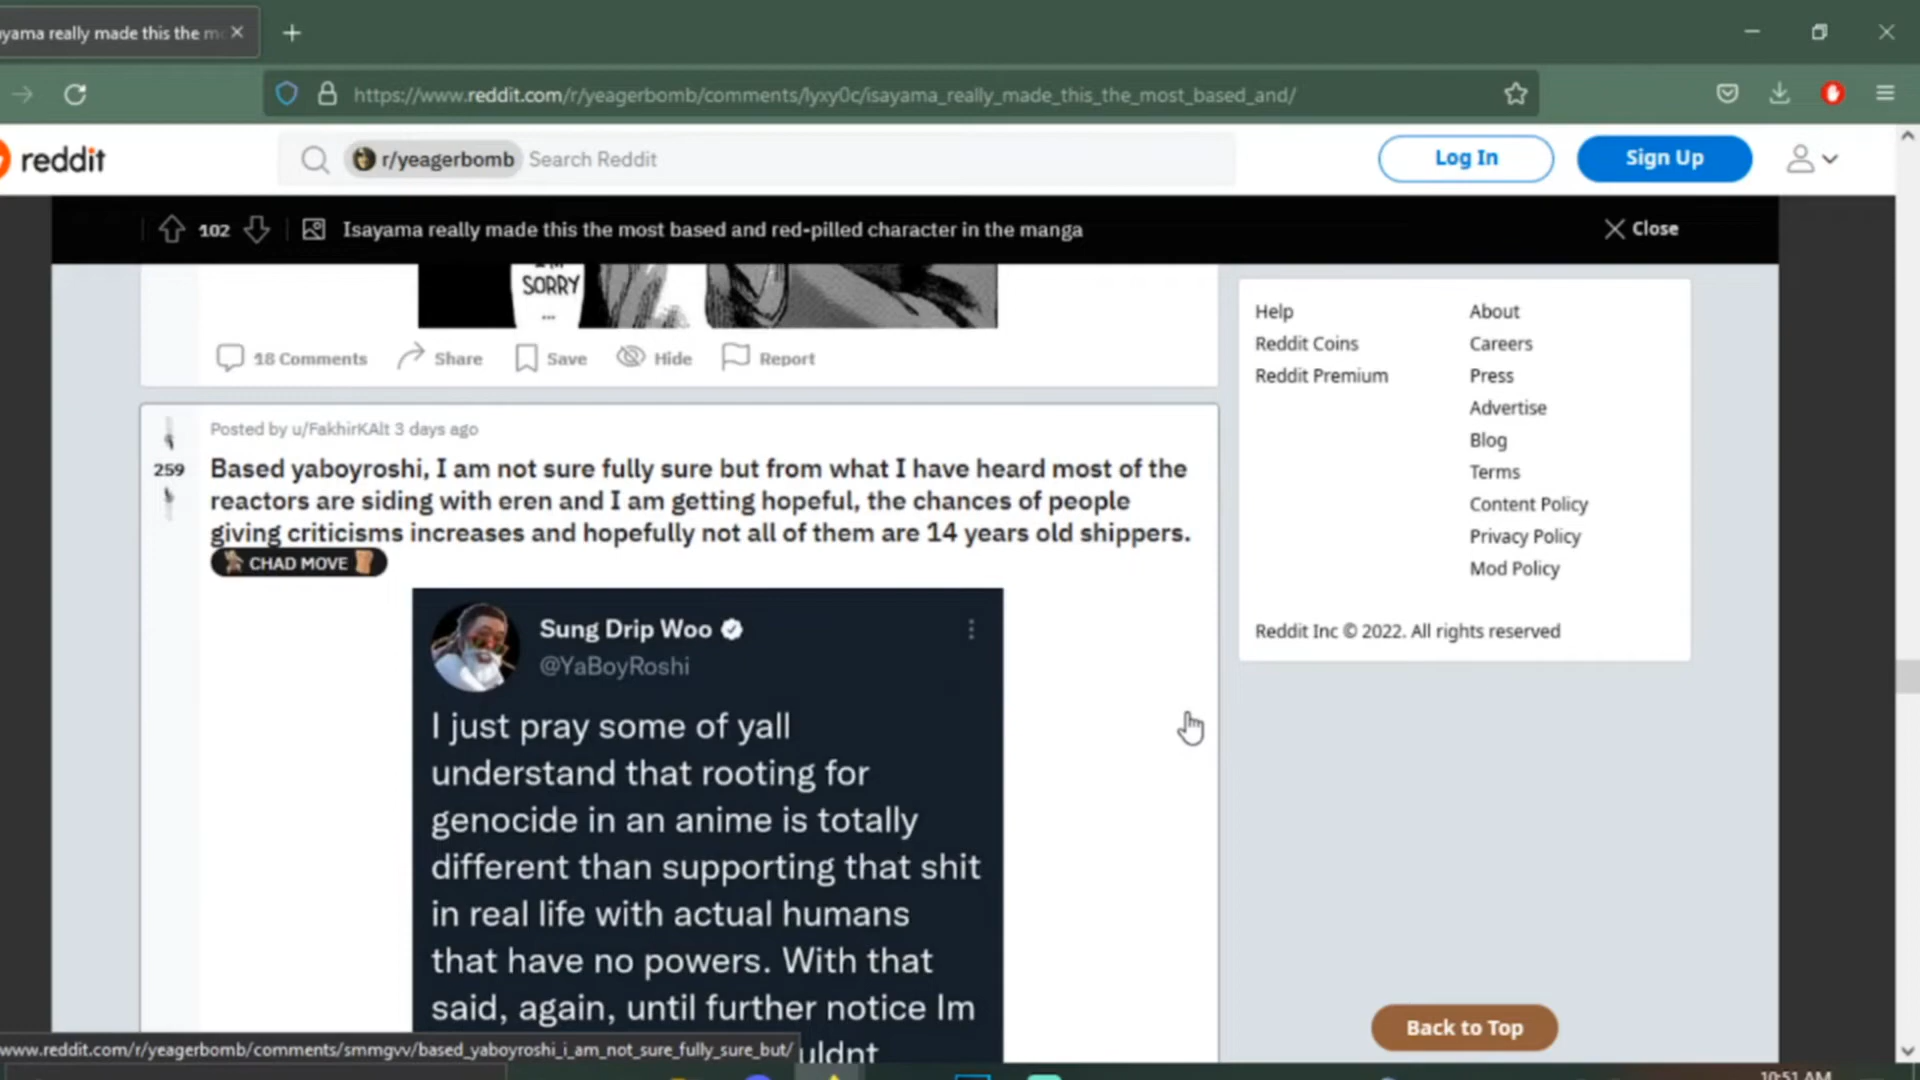 yama really made this the m
https://www.reddit.com/r/yeagerbomb/comments/lyxy0c/isayama_really_made_this_the_most_based_and/
reddit
r/yeagerbomb Search Reddit
Log In
Sign Up
102
Isayama really made this the most based and red-pilled character in the manga
Close
SORRY
...
18 Comments
Share
Save
Hide
Report
Help
About
Reddit Coins
Careers
Reddit Premium
Press
Advertise
Blog
Terms
Content Policy
Privacy Policy
Mod Policy
Reddit Inc © 2022. All rights reserved
Posted by u/FakhirKAlt 3 days ago
259
Based yaboyroshi, I am not sure fully sure but from what I have heard most of the
reactors are siding with eren and I am getting hopeful, the chances of people
giving criticisms increases and hopefully not all of them are 14 years old shippers.
CHAD MOVE
Sung Drip Woo
@YaBoyRoshi
I just pray some of yall
understand that rooting for
genocide in an anime is totally
different than supporting that shit
in real life with actual humans
that have no powers. With that
said, again, until further notice Im
uldnt
Back to Top
www.reddit.com/r/yeagerbomb/comments/smmgvv/based_yaboyroshi_i_am_not_sure_fully_sure_but/
10:51 AM